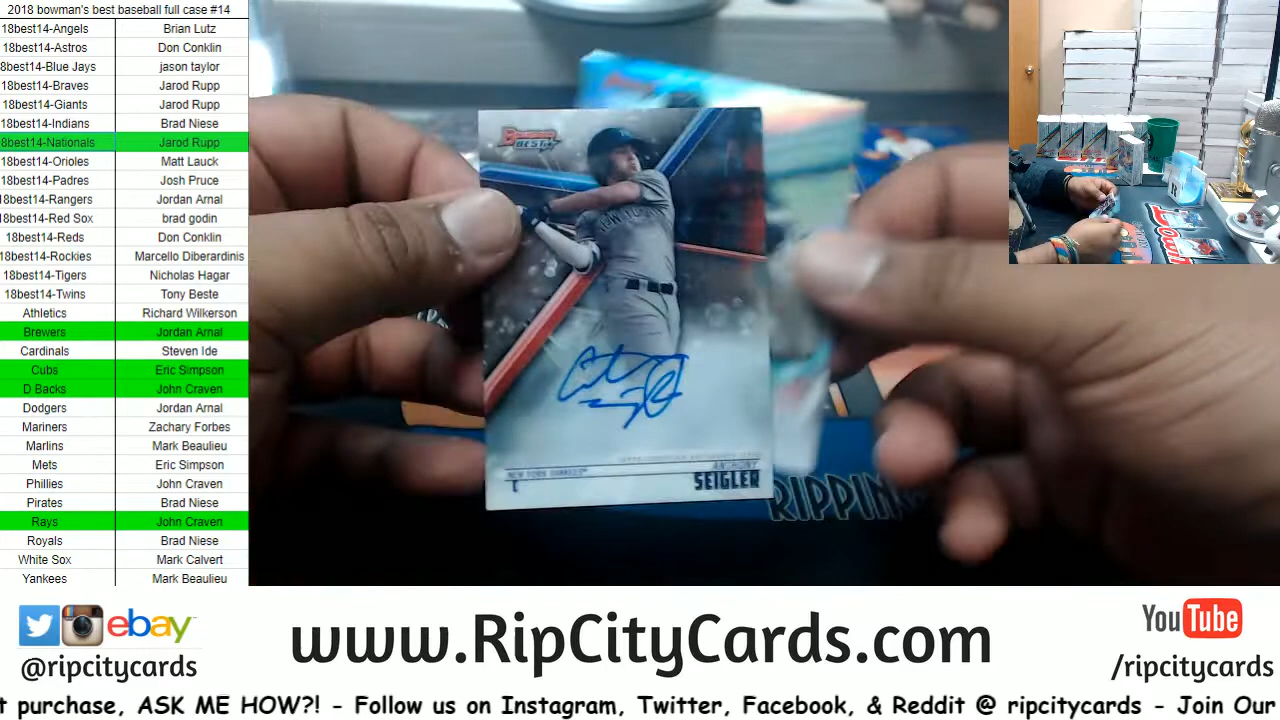 2018 bowman's best baseball full case #14
18best14-Angels Brian Lutz
18best14-Astros Don Conklin
8best14-Blue Jays jason taylor
18best14-Braves Jarod Rupp
18best14-Giants Jarod Rupp
18best14-Indians Brad Niese
8best14-Nationals Jarod Rupp
18best14-Orioles Matt Lauck
18best14-Padres Josh Pruce
18best14-Rangers Jordan Arnal
18best14-Red Sox brad godin
18best14-Reds Don Conklin
18best14-Rockies Marcello Diberardinis
18best14-Tigers Nicholas Hagar
18best14-Twins Tony Beste
Athletics Richard Wilkerson
Brewers Jordan Arnal
Cardinals Steven Ide
Cubs Eric Simpson
D Backs John Craven
Dodgers Jordan Arnal
Mariners Zachary Forbes
Marlins Mark Beaulieu
Mets Eric Simpson
Phillies John Craven
Pirates Brad Niese
Rays John Craven
Royals Brad Niese
White Sox Mark Calvert
Yankees Mark Beaulieu
Bowman
BEST
NEW YORK
NEW YORK YANKEES
ANTHONY
SEIGLER
RIPPIN
ebay
@ripcitycards
www.RipCityCards.com
YouTube
/ripcitycards
t purchase, ASK ME HOW?! - Follow us on Instagram, Twitter, Facebook, & Reddit @ ripcitycards - Join Our